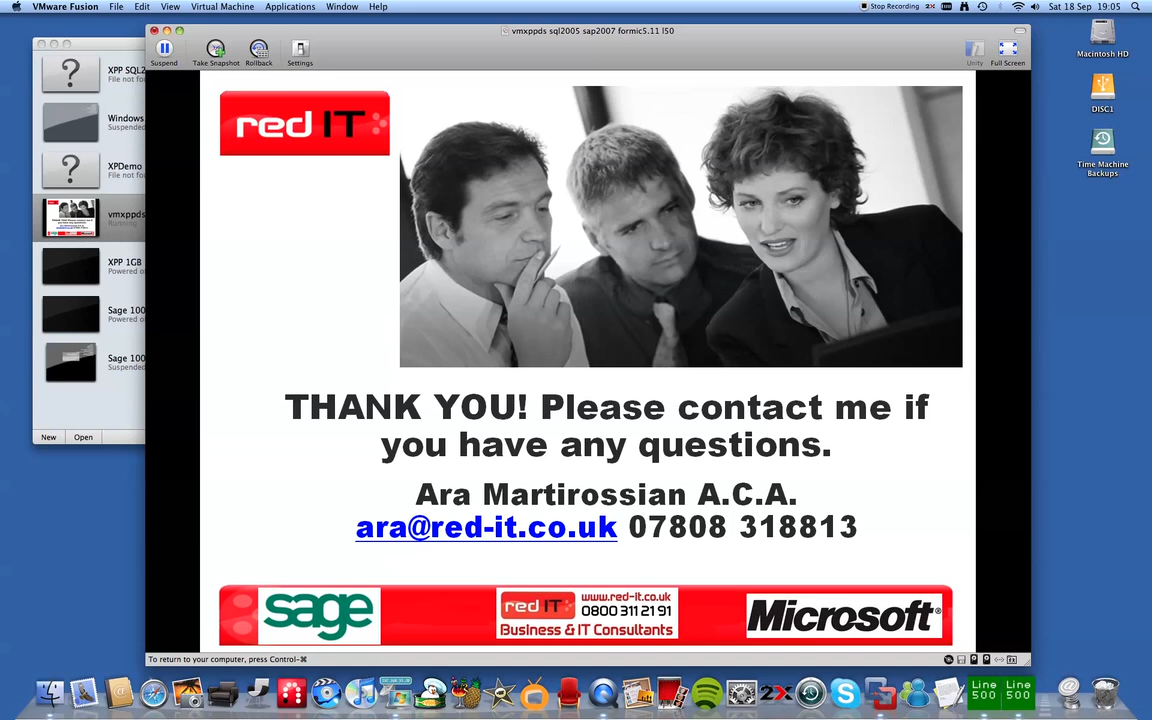 VMware Fusion File Edit View Virtual Machine Applications Window Help Stop Recording 2X Sat 18 Sep 19:05
vmxppds sql2005 sap2007 formic5.11 l50
Suspend Take Snapshot Rollback Settings Unity Full Screen
XPP SQL2
File not fou
Windows
Suspended
XPDemo
File not fou
vmxppds
Running
XPP 1GB
Powered o
Sage 100
Powered o
Sage 100
Suspended
New Open
Macintosh HD
DISC1
Time Machine
Backups
red IT
THANK YOU! Please contact me if
you have any questions.
Ara Martirossian A.C.A.
ara@red-it.co.uk 07808 318813
sage
red IT www.red-it.co.uk
0800 311 21 91
Business & IT Consultants
Microsoft®
To return to your computer, press Control-⌘
2X
Line Line
500 500